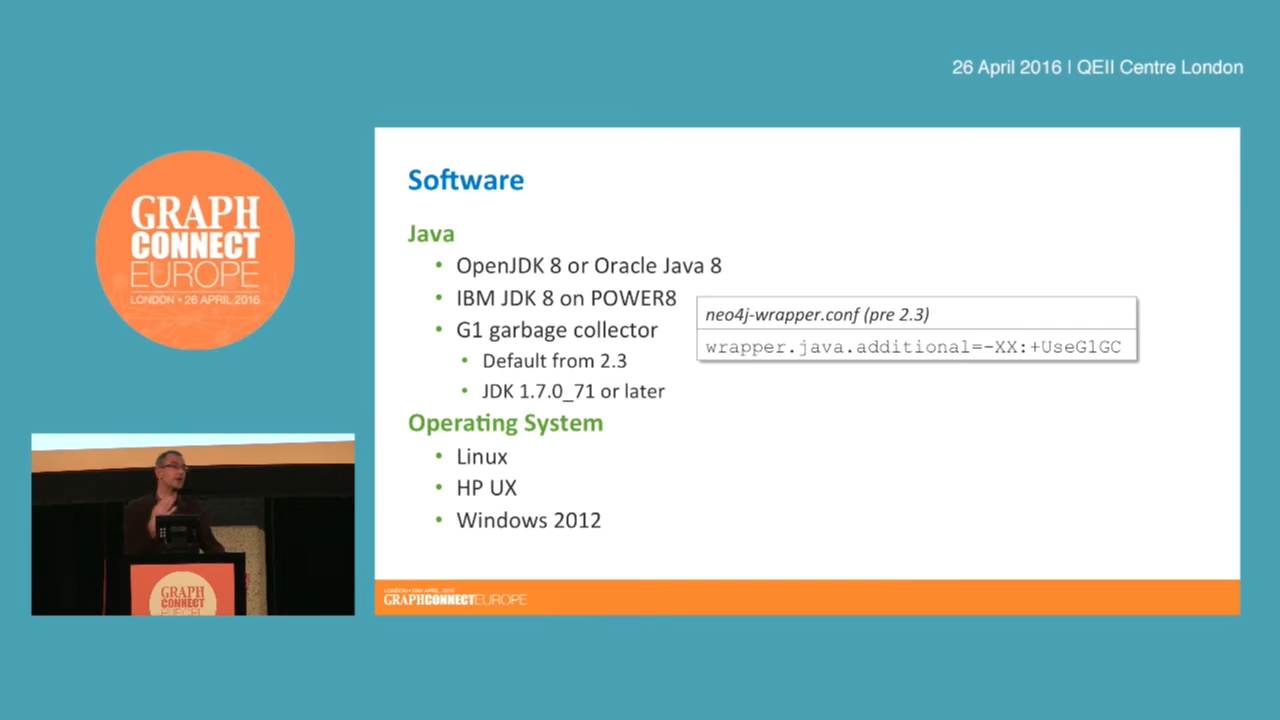 26 April 2016 | QEII Centre London
GRAPH
CONNECT
EUROPE
LONDON • 26 APRIL 2016
Software
Java
• OpenJDK 8 or Oracle Java 8
• IBM JDK 8 on POWER8
• G1 garbage collector
• Default from 2.3
• JDK 1.7.0_71 or later
neo4j-wrapper.conf (pre 2.3)
wrapper.java.additional=-XX:+UseG1GC
Operating System
• Linux
• HP UX
• Windows 2012
GRAPH
CONNECT
GRAPHCONNECTEUROPE